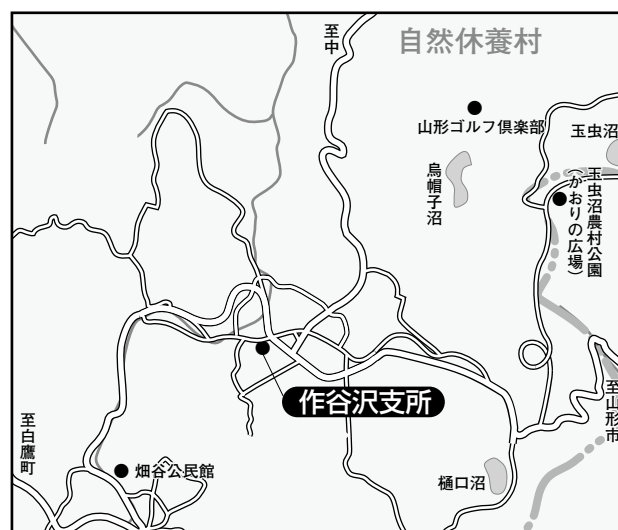 至中
自然休養村
山形ゴルフ倶楽部
玉虫沼
烏帽子沼
玉虫沼農村公園
(かおりの広場)
作谷沢支所
至山形市
至白鷹町
畑谷公民館
樋口沼